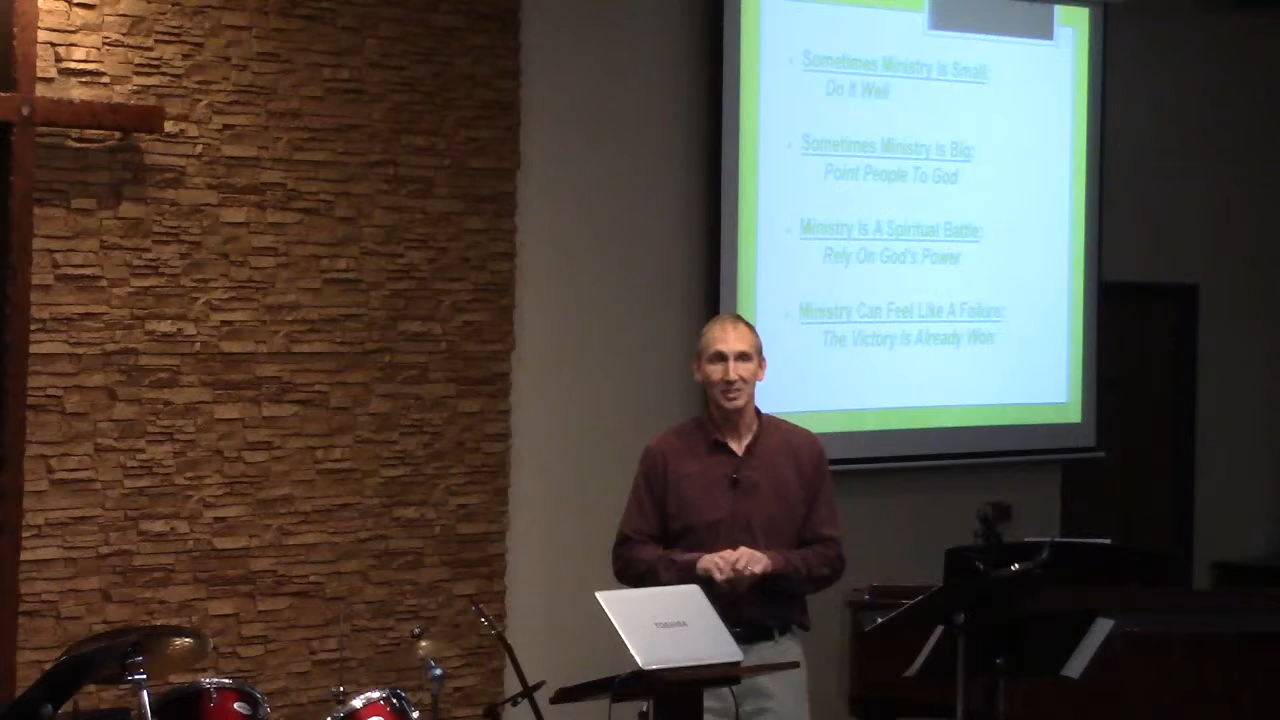 Sometimes Ministry Is Small:
Do It Well
Sometimes Ministry Is Big:
Point People To God
Ministry Is A Spiritual Battle:
Rely On God's Power
Ministry Can Feel Like A Failure:
The Victory Is Already Won
TOSHIBA